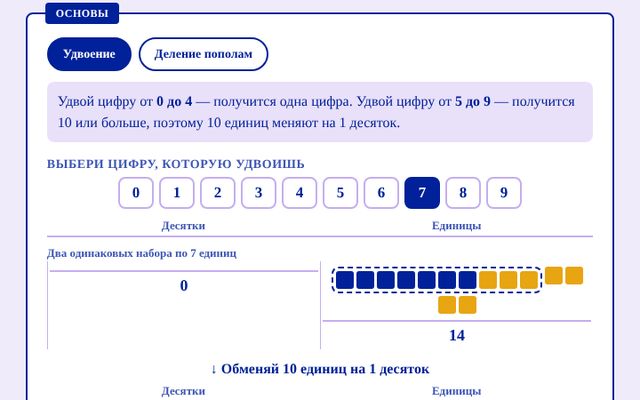 ОСНОВЫ
Удвоение
Деление пополам
Удвой цифру от 0 до 4 — получится одна цифра. Удвой цифру от 5 до 9 — получится
10 или больше, поэтому 10 единиц меняют на 1 десяток.
ВЫБЕРИ ЦИФРУ, КОТОРУЮ УДВОИШЬ
0 1 2 3 4 5 6 7 8 9
Десятки Единицы
Два одинаковых набора по 7 единиц
0
14
↓ Обменяй 10 единиц на 1 десяток
Десятки Единицы